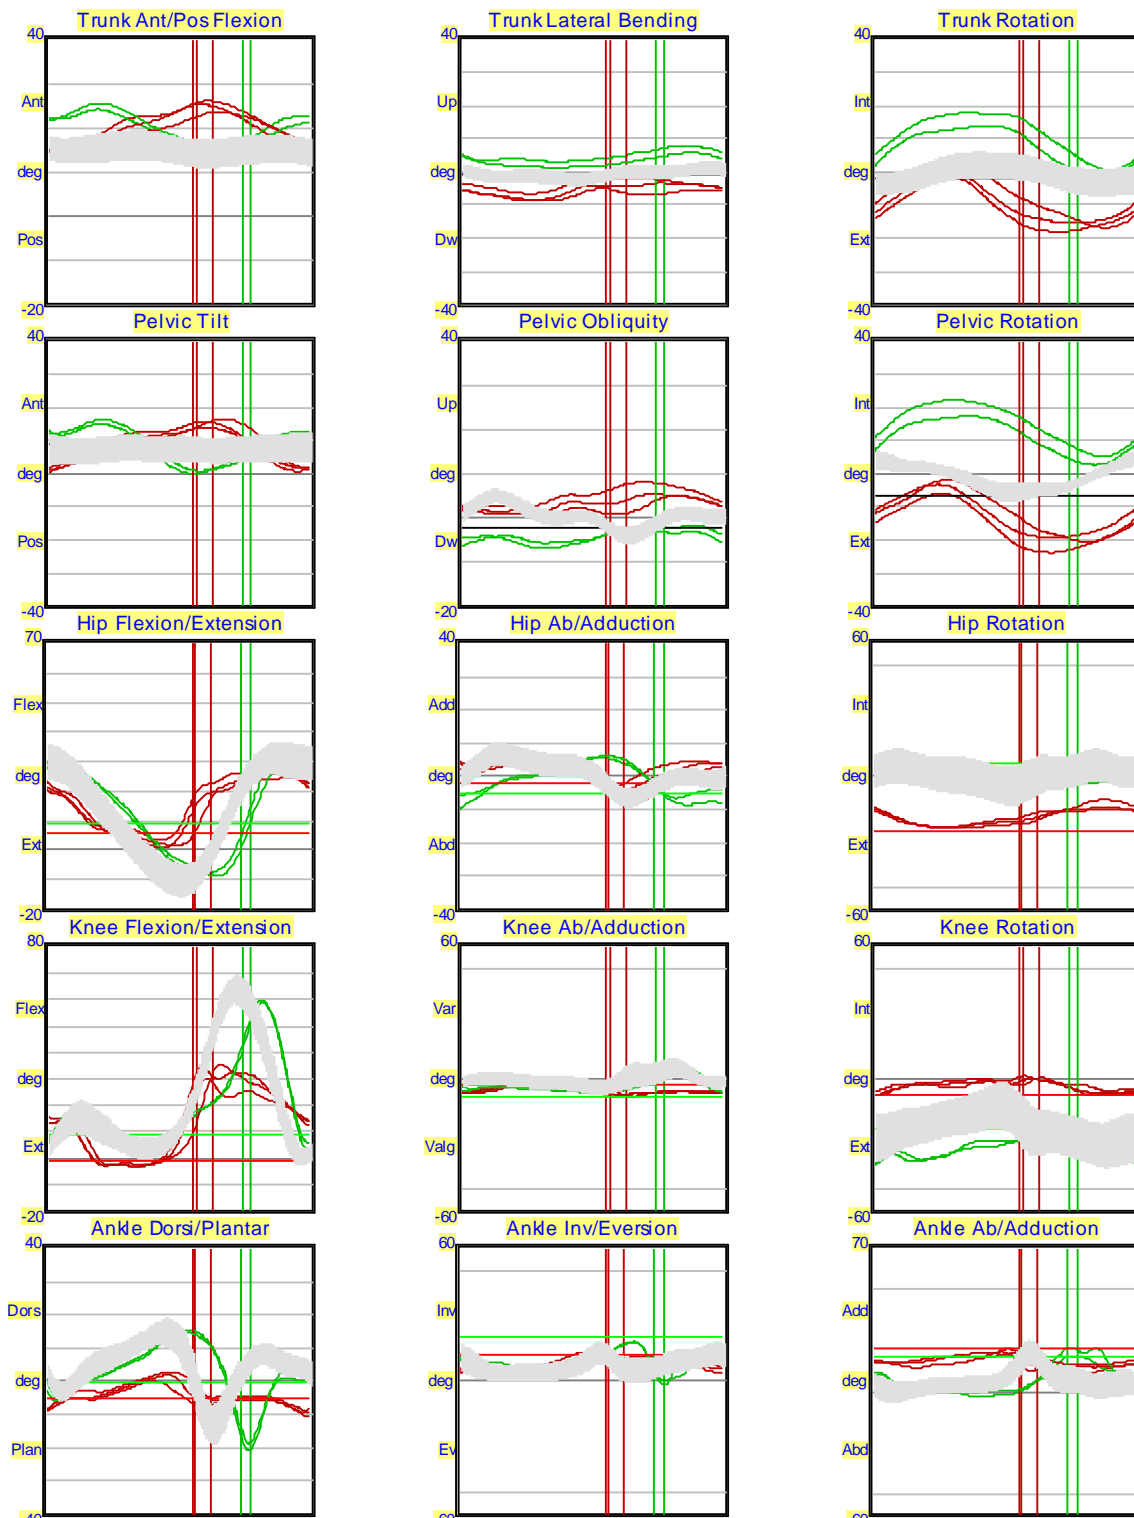 Trunk Ant/Pos Flexion Trunk Lateral Bending Trunk Rotation
40 40 40
Ant Up Int
deg deg deg
Pos Dw Ext
-20 -40 -40
Pelvic Tilt Pelvic Obliquity Pelvic Rotation
40 40 40
Ant Up Int
deg deg deg
Pos Dw Ext
-40 -20 -40
Hip Flexion/Extension Hip Ab/Adduction Hip Rotation
70 40 60
Flex Add Int
deg deg deg
Ext Abd Ext
-20 -40 -60
Knee Flexion/Extension Knee Ab/Adduction Knee Rotation
80 60 60
Flex Var Int
deg deg deg
Ext Valg Ext
-20 -60 -60
Ankle Dorsi/Plantar Ankle Inv/Eversion Ankle Ab/Adduction
40 60 70
Dors Inv Add
deg deg deg
Plan Ev Abd